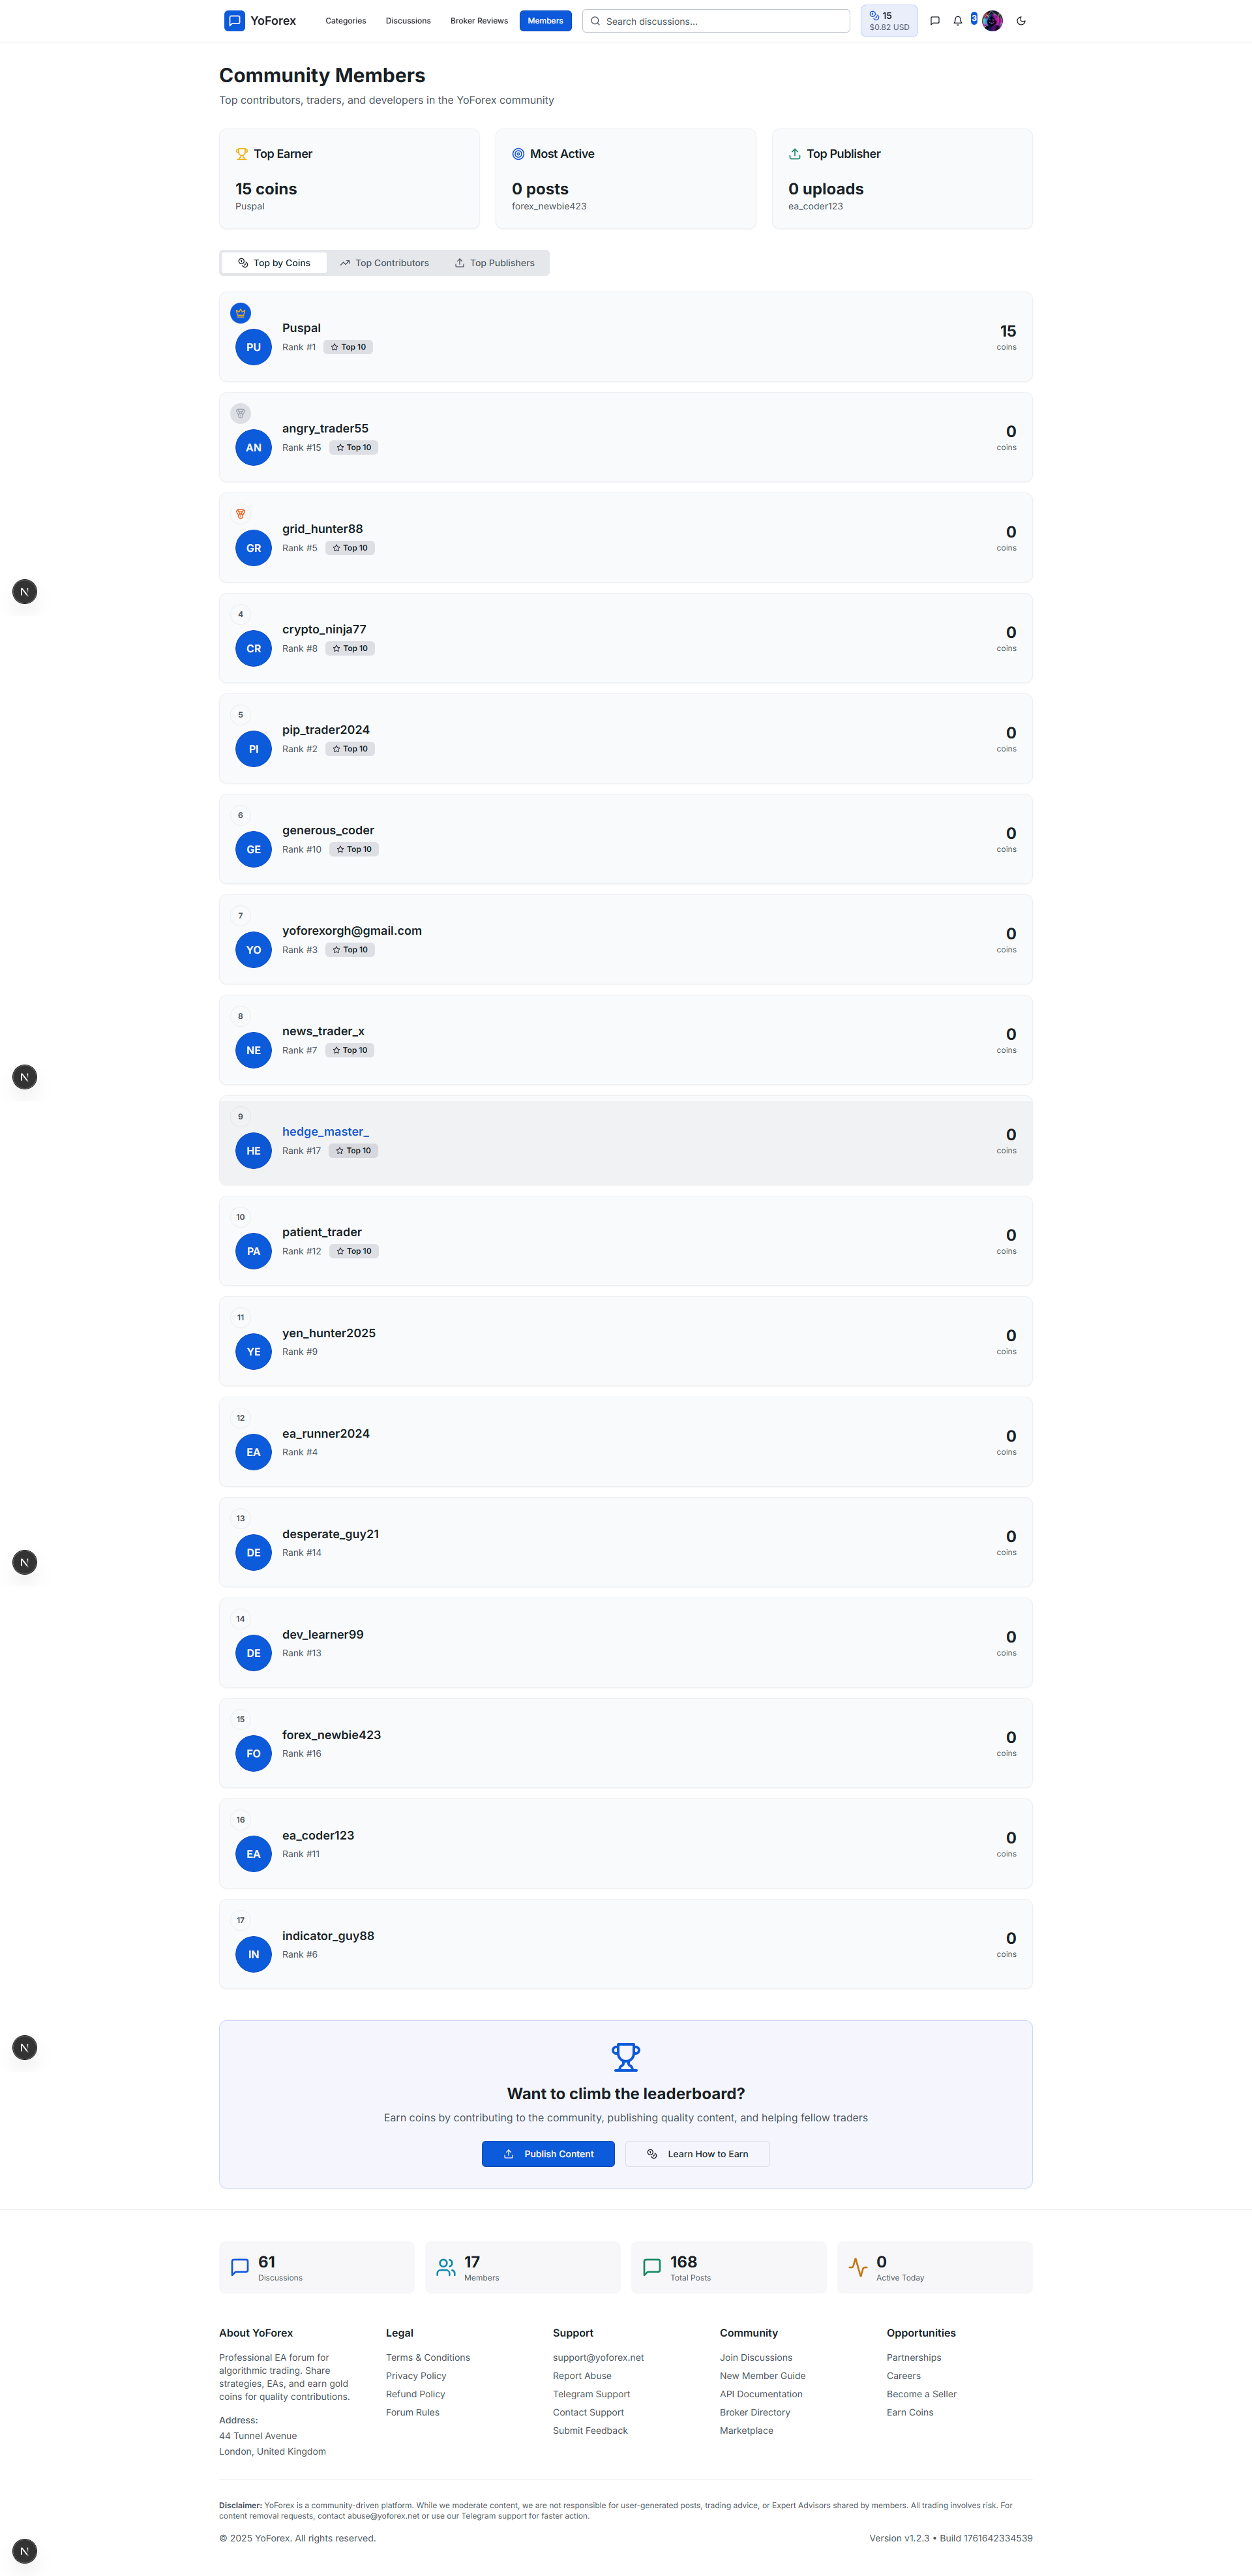 YoForex
Categories
Discussions
Broker Reviews
Members
Search discussions...
15
$0.82 USD
3
Community Members
Top contributors, traders, and developers in the YoForex community
Top Earner
15 coins
Puspal
Most Active
0 posts
forex_newbie423
Top Publisher
0 uploads
ea_coder123
Top by Coins
Top Contributors
Top Publishers
PU
Puspal
Rank #1
Top 10
15
coins
AN
angry_trader55
Rank #15
Top 10
0
coins
GR
grid_hunter88
Rank #5
Top 10
0
coins
4
CR
crypto_ninja77
Rank #8
Top 10
0
coins
5
PI
pip_trader2024
Rank #2
Top 10
0
coins
6
GE
generous_coder
Rank #10
Top 10
0
coins
7
YO
yoforexorgh@gmail.com
Rank #3
Top 10
0
coins
8
NE
news_trader_x
Rank #7
Top 10
0
coins
9
HE
hedge_master_
Rank #17
Top 10
0
coins
10
PA
patient_trader
Rank #12
Top 10
0
coins
11
YE
yen_hunter2025
Rank #9
0
coins
12
EA
ea_runner2024
Rank #4
0
coins
13
DE
desperate_guy21
Rank #14
0
coins
14
DE
dev_learner99
Rank #13
0
coins
15
FO
forex_newbie423
Rank #16
0
coins
16
EA
ea_coder123
Rank #11
0
coins
17
IN
indicator_guy88
Rank #6
0
coins
N
N
N
N
N
Want to climb the leaderboard?
Earn coins by contributing to the community, publishing quality content, and helping fellow traders
Publish Content
Learn How to Earn
61
Discussions
17
Members
168
Total Posts
0
Active Today
About YoForex
Professional EA forum for
algorithmic trading. Share
strategies, EAs, and earn gold
coins for quality contributions.
Address:
44 Tunnel Avenue
London, United Kingdom
Legal
Terms & Conditions
Privacy Policy
Refund Policy
Forum Rules
Support
support@yoforex.net
Report Abuse
Telegram Support
Contact Support
Submit Feedback
Community
Join Discussions
New Member Guide
API Documentation
Broker Directory
Marketplace
Opportunities
Partnerships
Careers
Become a Seller
Earn Coins
Disclaimer: YoForex is a community-driven platform. While we moderate content, we are not responsible for user-generated posts, trading advice, or Expert Advisors shared by members. All trading involves risk. For
content removal requests, contact abuse@yoforex.net or use our Telegram support for faster action.
© 2025 YoForex. All rights reserved.
Version v1.2.3 • Build 1761642334539